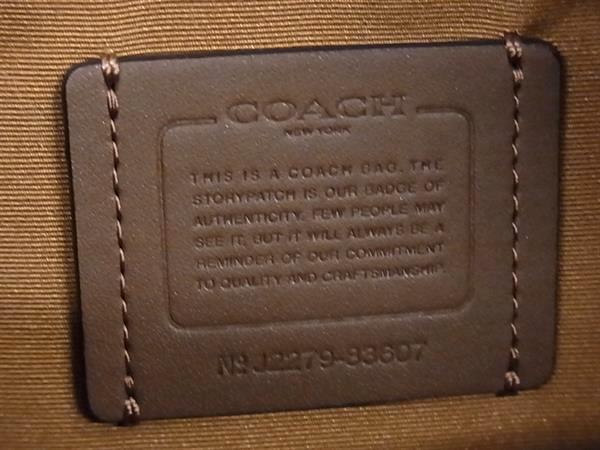 COACH
NEW YORK
THIS IS A COACH BAG. THE
STORYPATCH IS OUR BADGE OF
AUTHENTICITY. FEW PEOPLE MAY
SEE IT, BUT IT WILL ALWAYS BE A
REMINDER OF OUR COMMITMENT
TO QUALITY AND CRAFTSMANSHIP.
Nº J2279-83607